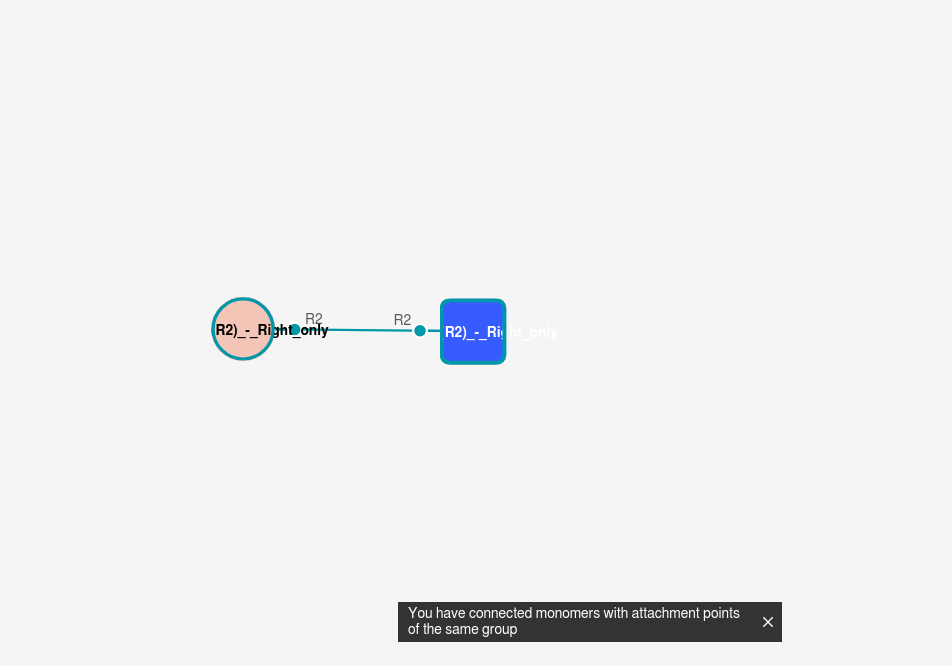 R2
R2
R2)_-_Right_only
R2)_-_Right_only
You have connected monomers with attachment points
of the same group